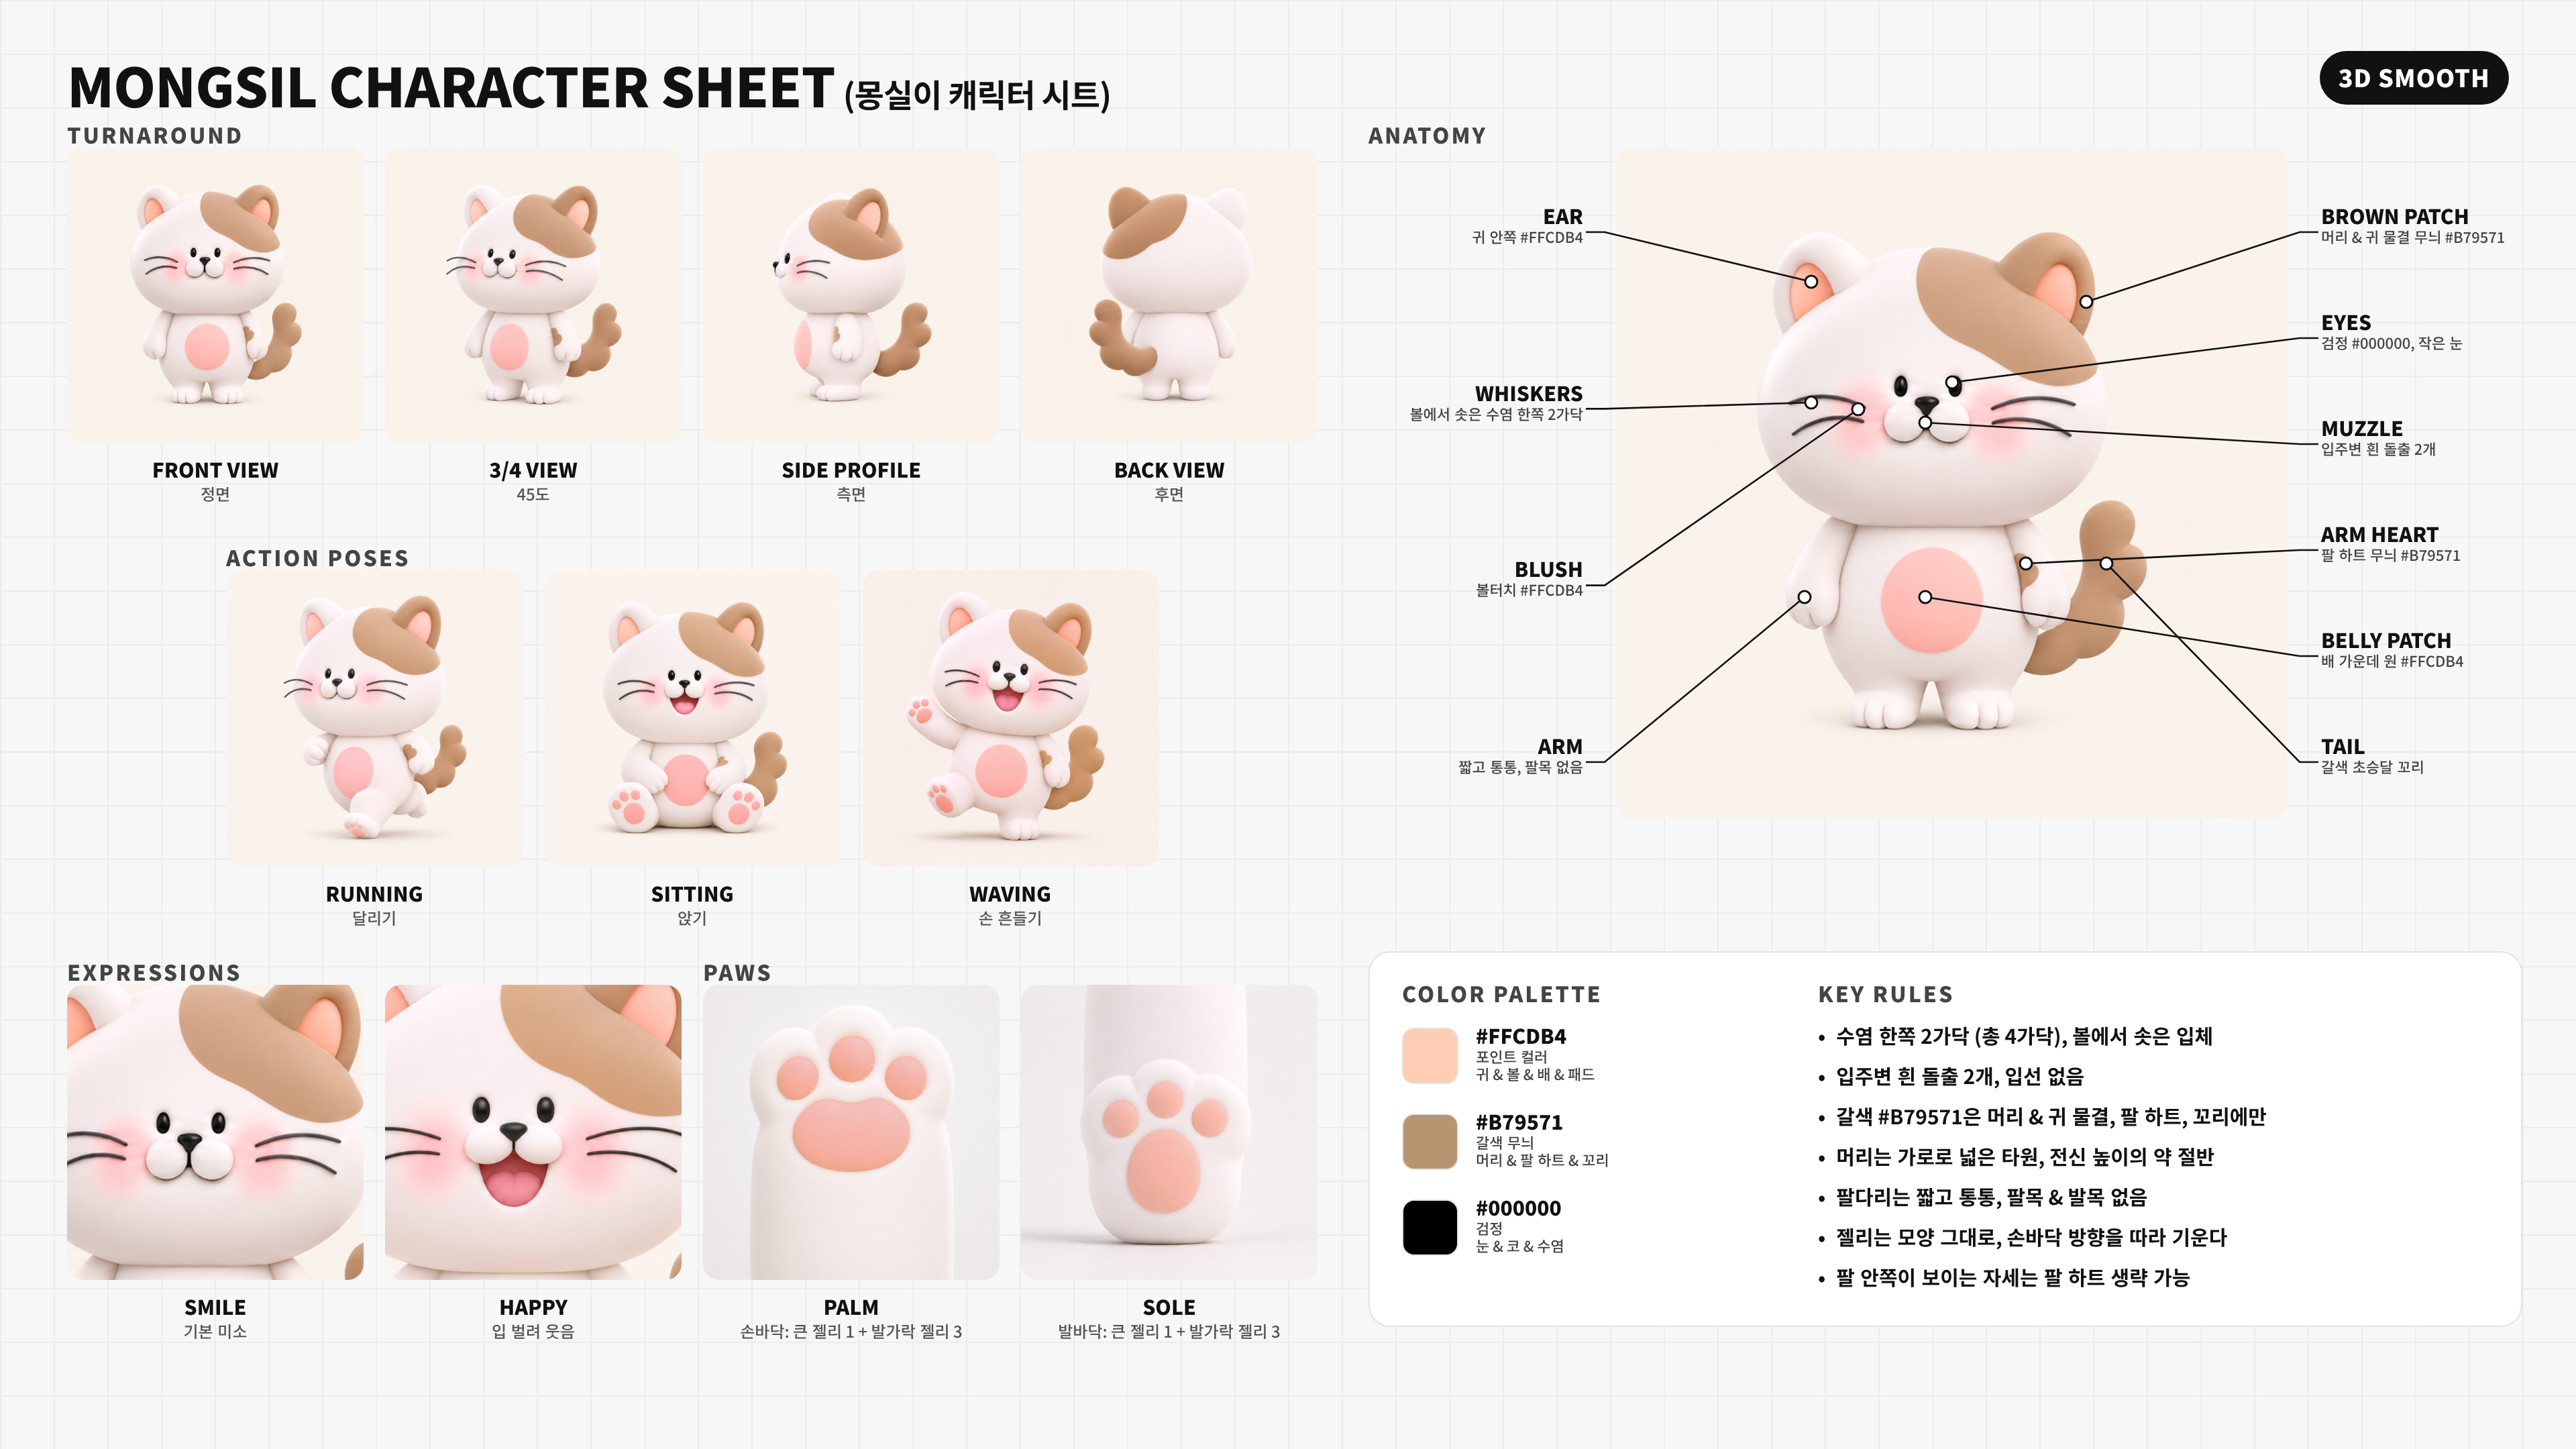 MONGSIL CHARACTER SHEET (몽실이 캐릭터 시트)
3D SMOOTH
TURNAROUND
FRONT VIEW
정면
3/4 VIEW
45도
SIDE PROFILE
측면
BACK VIEW
후면
ACTION POSES
RUNNING
달리기
SITTING
앉기
WAVING
손 흔들기
EXPRESSIONS
SMILE
기본 미소
HAPPY
입 벌려 웃음
PAWS
PALM
손바닥: 큰 젤리 1 + 발가락 젤리 3
SOLE
발바닥: 큰 젤리 1 + 발가락 젤리 3
ANATOMY
EAR
귀 안쪽 #FFCDB4
WHISKERS
볼에서 솟은 수염 한쪽 2가닥
BLUSH
볼터치 #FFCDB4
ARM
짧고 통통, 팔목 없음
BROWN PATCH
머리 & 귀 물결 무늬 #B79571
EYES
검정 #000000, 작은 눈
MUZZLE
입주변 흰 돌출 2개
ARM HEART
팔 하트 무늬 #B79571
BELLY PATCH
배 가운데 원 #FFCDB4
TAIL
갈색 초승달 꼬리
COLOR PALETTE
#FFCDB4
포인트 컬러
귀 & 볼 & 배 & 패드
#B79571
갈색 무늬
머리 & 팔 하트 & 꼬리
#000000
검정
눈 & 코 & 수염
KEY RULES
• 수염 한쪽 2가닥 (총 4가닥), 볼에서 솟은 입체
• 입주변 흰 돌출 2개, 입선 없음
• 갈색 #B79571은 머리 & 귀 물결, 팔 하트, 꼬리에만
• 머리는 가로로 넓은 타원, 전신 높이의 약 절반
• 팔다리는 짧고 통통, 팔목 & 발목 없음
• 젤리는 모양 그대로, 손바닥 방향을 따라 기운다
• 팔 안쪽이 보이는 자세는 팔 하트 생략 가능